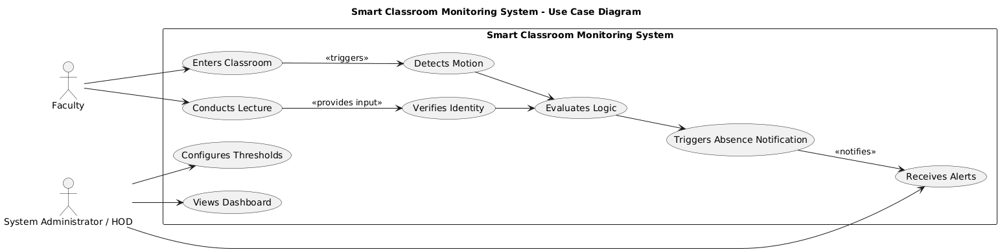 Smart Classroom Monitoring System - Use Case Diagram
Smart Classroom Monitoring System
Enters Classroom
«triggers»
Detects Motion
Faculty
Conducts Lecture
«provides input»
Verifies Identity
Evaluates Logic
Triggers Absence Notification
«notifies»
Configures Thresholds
Receives Alerts
Views Dashboard
System Administrator / HOD